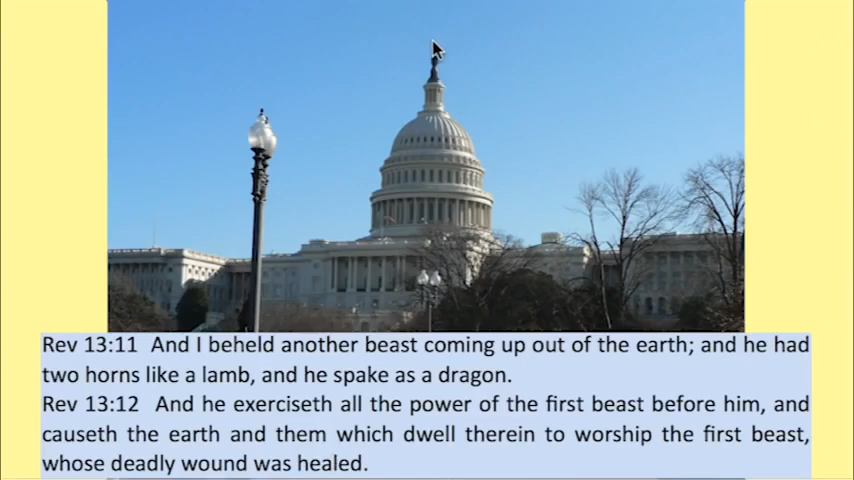 Rev 13:11  And I beheld another beast coming up out of the earth; and he had
two horns like a lamb, and he spake as a dragon.
Rev 13:12  And he exerciseth all the power of the first beast before him, and
causeth the earth and them which dwell therein to worship the first beast,
whose deadly wound was healed.